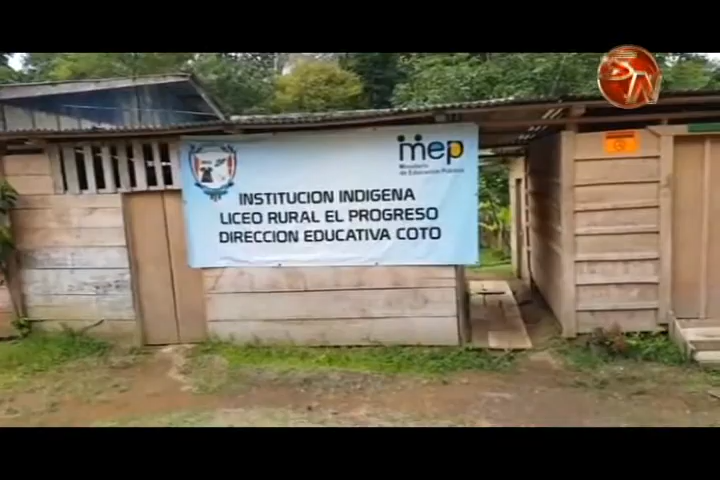 mep
Ministerio
de Educación Pública
INSTITUCION INDIGENA
LICEO RURAL EL PROGRESO
DIRECCION EDUCATIVA COTO